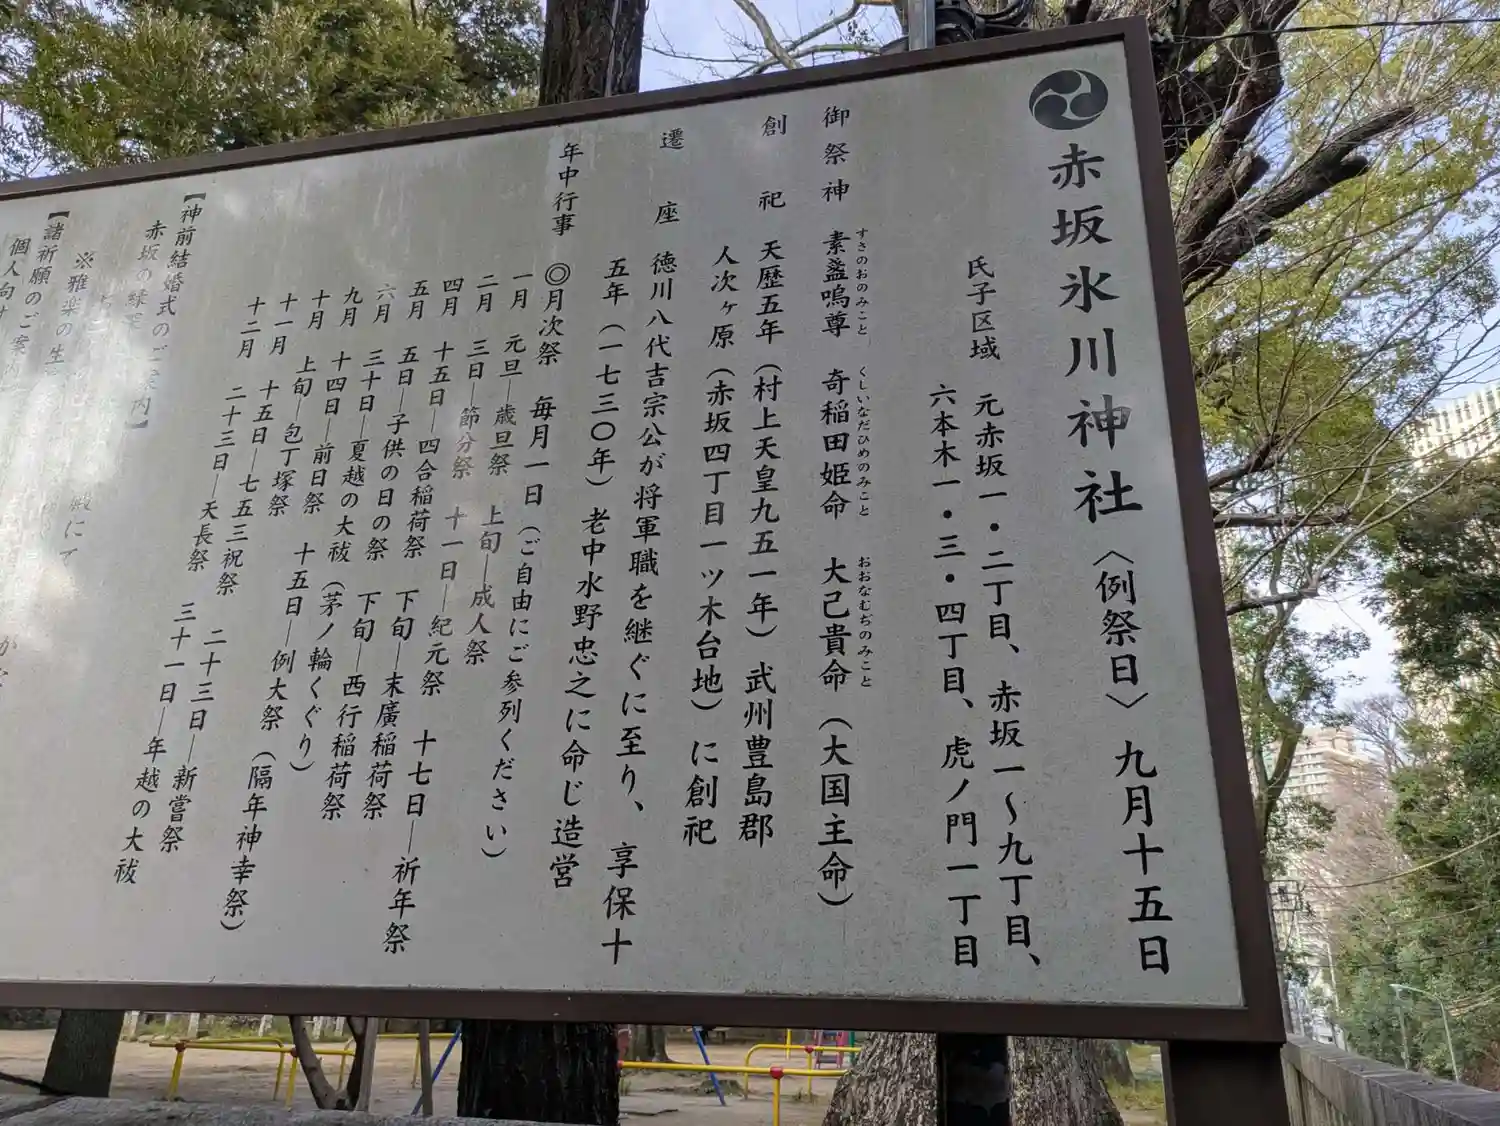 赤坂氷川神社〈例祭日〉九月十五日
氏子区域 元赤坂一・二丁目、赤坂一〜九丁目、
六本木一・三・四丁目、虎ノ門一丁目
御祭神 素盞嗚尊 奇稲田姫命 大己貴命（大国主命）
すさのおのみこと くしいなだひめのみこと おおなむぢのみこと
創祀 天歴五年（村上天皇九五一年）武州豊島郡
人次ヶ原（赤坂四丁目一ツ木台地）に創祀
遷座 徳川八代吉宗公が将軍職を継ぐに至り、享保十
五年（一七三〇年）老中水野忠之に命じ造営
年中行事 ◎月次祭 毎月一日（ご自由にご参列ください）
一月 元旦―歳旦祭 上旬―成人祭
二月 三日―節分祭 十一日―紀元祭 十七日―祈年祭
四月 十五日―四合稲荷祭 下旬―末廣稲荷祭
五月 五日―子供の日の祭 下旬―西行稲荷祭
六月 三十日―夏越の大祓（茅ノ輪くぐり）
九月 十四日―前日祭 十五日―例大祭（隔年神幸祭）
十月 上旬―包丁塚祭
十一月 十五日―七五三祝祭 二十三日―新嘗祭
十二月 二十三日―天長祭 三十一日―年越の大祓
【神前結婚式のご案内】
赤坂の緑
※雅楽の生
殿にて
【諸祈願のご案内
個人向け